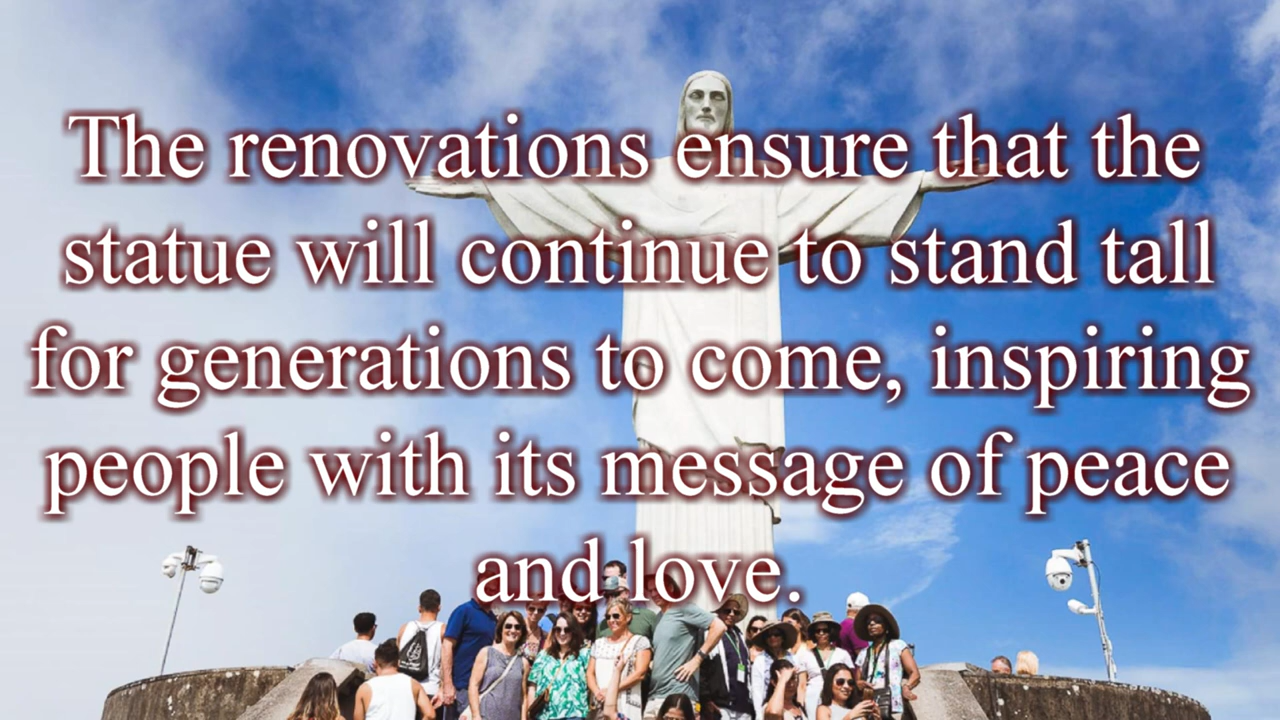 The renovations ensure that the
statue will continue to stand tall
for generations to come, inspiring
people with its message of peace
and love.